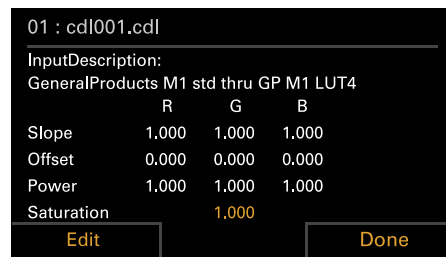 01 : cdl001.cdl
InputDescription:
GeneralProducts M1 std thru GP M1 LUT4
R G B
Slope 1.000 1.000 1.000
Offset 0.000 0.000 0.000
Power 1.000 1.000 1.000
Saturation 1.000
Edit Done